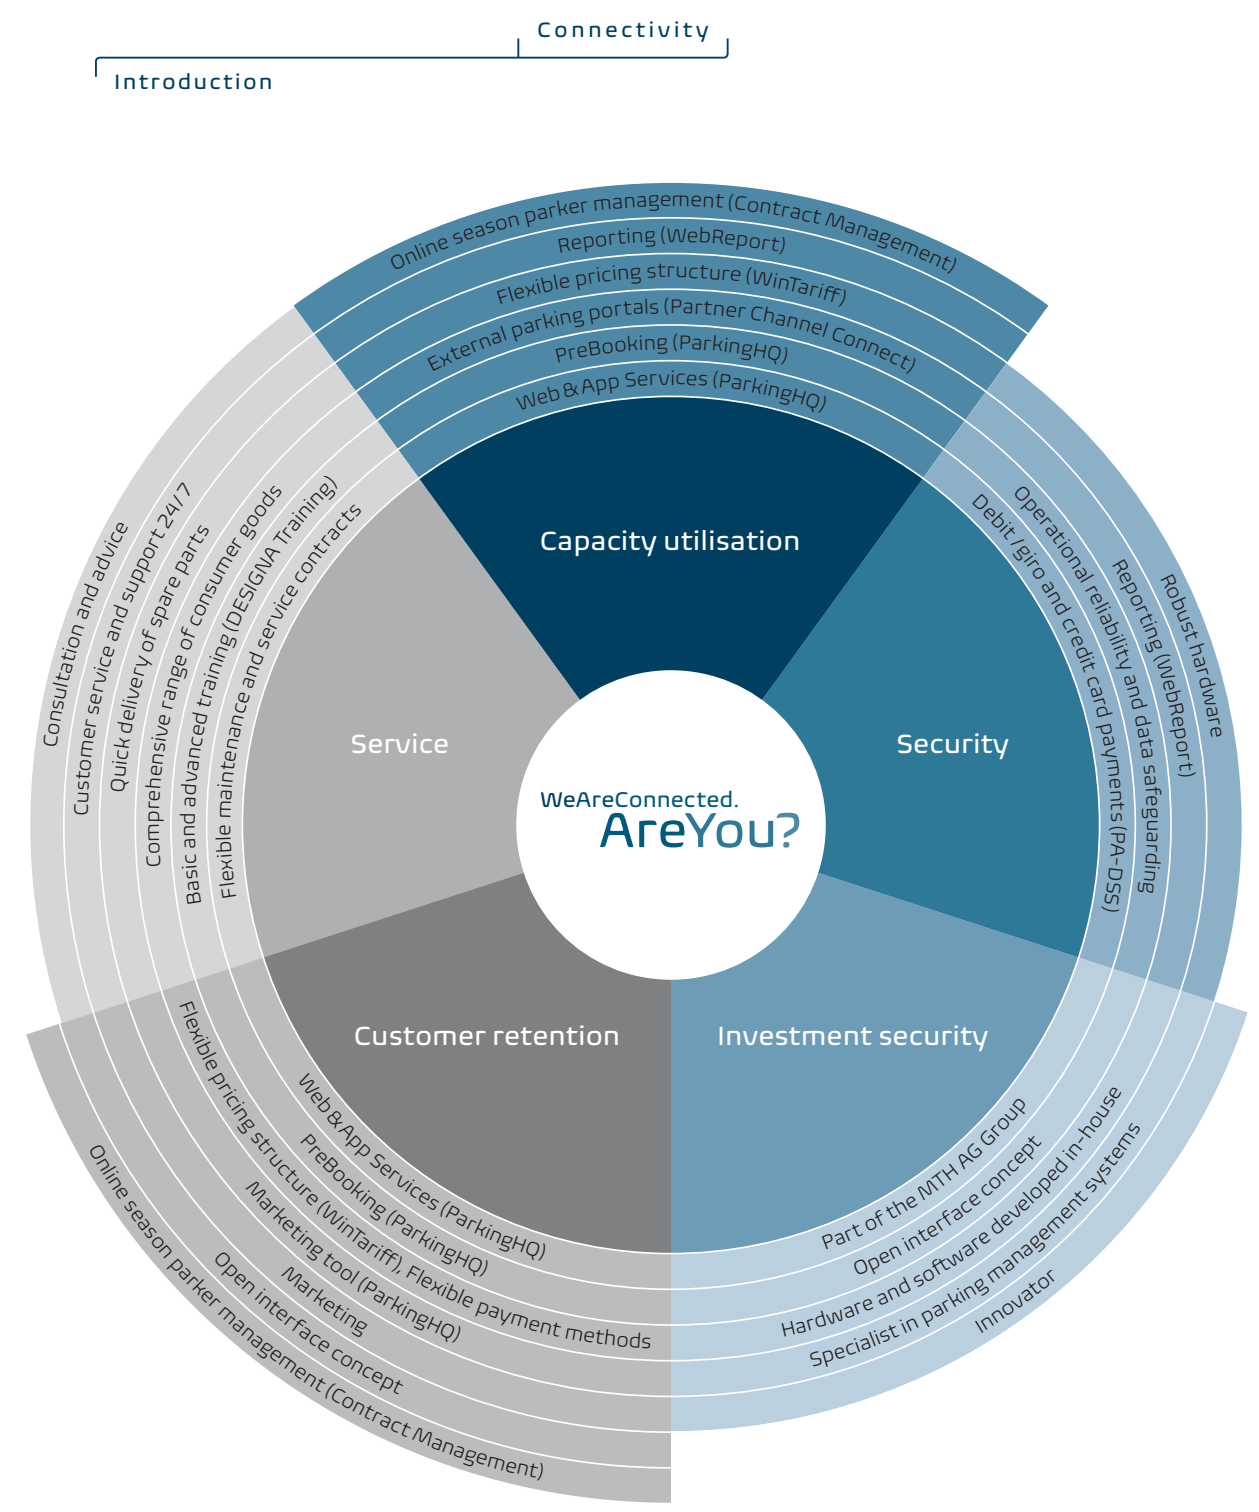 Connectivity
Introduction
Online season parker management (Contract Management)
Reporting (WebReport)
Flexible pricing structure (WinTariff)
External parking portals (Partner Channel Connect)
PreBooking (ParkingHQ)
Web & App Services (ParkingHQ)
Capacity utilisation
Robust hardware
Reporting (WebReport)
Operational reliability and data safeguarding
Debit /giro and credit card payments (PA-DSS)
Security
Part of the MTH AG Group
Open interface concept
Hardware and software developed in-house
Specialist in parking management systems
Innovator
Investment security
Web & App Services (ParkingHQ)
PreBooking (ParkingHQ)
Flexible pricing structure (WinTariff), Flexible payment methods
Marketing tool (ParkingHQ)
Marketing
Open interface concept
Online season parker management (Contract Management)
Customer retention
Consultation and advice
Customer service and support 24/7
Quick delivery of spare parts
Comprehensive range of consumer goods
Basic and advanced training (DESIGNA Training)
Flexible maintenance and service contracts
Service
WeAreConnected.
AreYou?